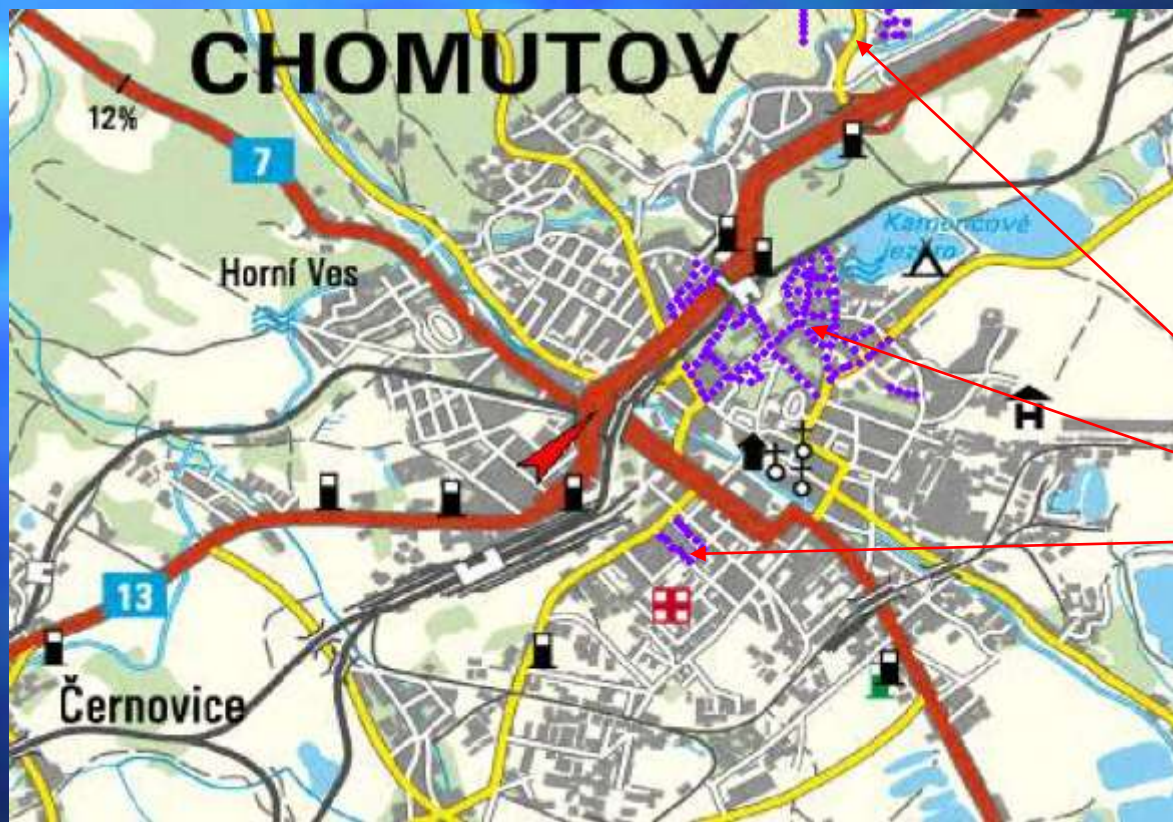 CHOMUTOV
12%
7
Kamencové
jezero
Horní Ves
13
Černovice